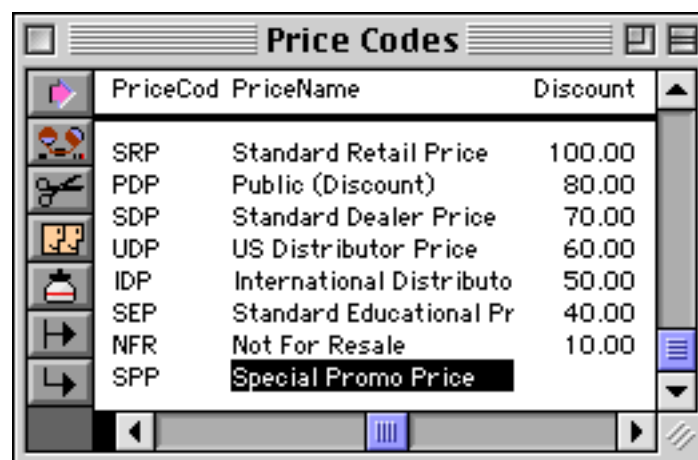 Price Codes
PriceCod PriceName Discount
SRP Standard Retail Price 100.00
PDP Public (Discount) 80.00
SDP Standard Dealer Price 70.00
UDP US Distributor Price 60.00
IDP International Distributo 50.00
SEP Standard Educational Pr 40.00
NFR Not For Resale 10.00
SPP Special Promo Price